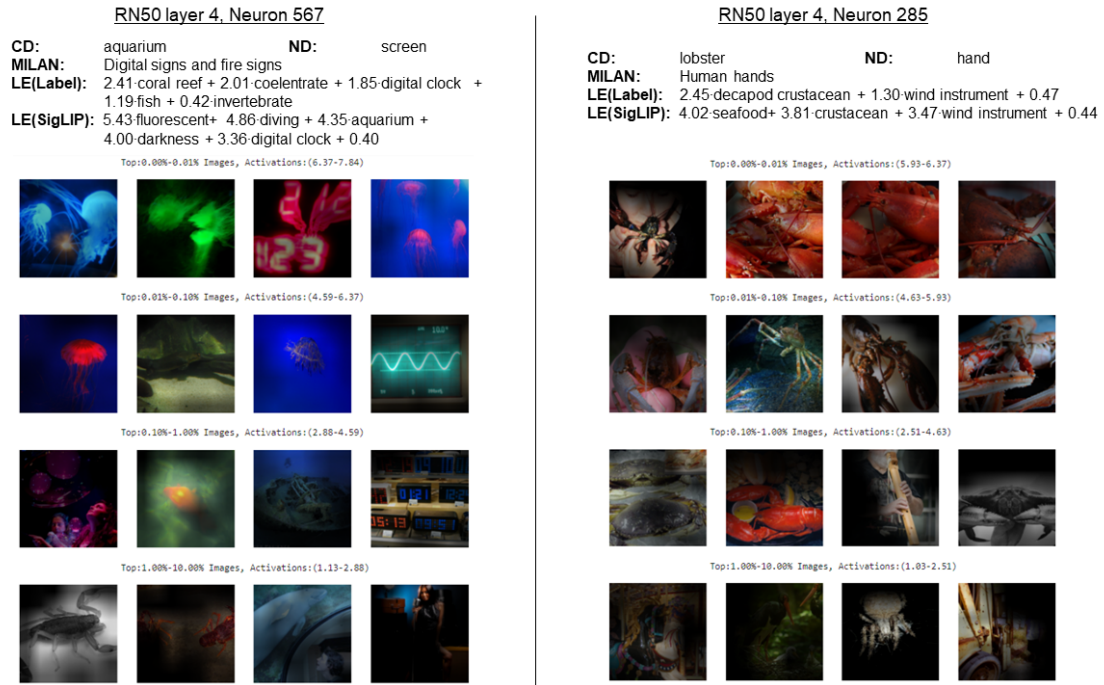 RN50 layer 4, Neuron 567
CD: aquarium ND: screen
MILAN: Digital signs and fire signs
LE(Label): 2.41·coral reef + 2.01·coelentrate + 1.85·digital clock +
1.19·fish + 0.42·invertebrate
LE(SigLIP): 5.43·fluorescent+ 4.86·diving + 4.35·aquarium +
4.00·darkness + 3.36·digital clock + 0.40
Top:0.00%-0.01% Images, Activations:(6.37-7.84)
23
Top:0.01%-0.10% Images, Activations:(4.59-6.37)
Top:0.10%-1.00% Images, Activations:(2.88-4.59)
0121
05:13
Top:1.00%-10.00% Images, Activations:(1.13-2.88)
RN50 layer 4, Neuron 285
CD: lobster ND: hand
MILAN: Human hands
LE(Label): 2.45·decapod crustacean + 1.30·wind instrument + 0.47
LE(SigLIP): 4.02·seafood+ 3.81·crustacean + 3.47·wind instrument + 0.44
Top:0.00%-0.01% Images, Activations:(5.93-6.37)
Top:0.01%-0.10% Images, Activations:(4.63-5.93)
Top:0.10%-1.00% Images, Activations:(2.51-4.63)
Top:1.00%-10.00% Images, Activations:(1.03-2.51)